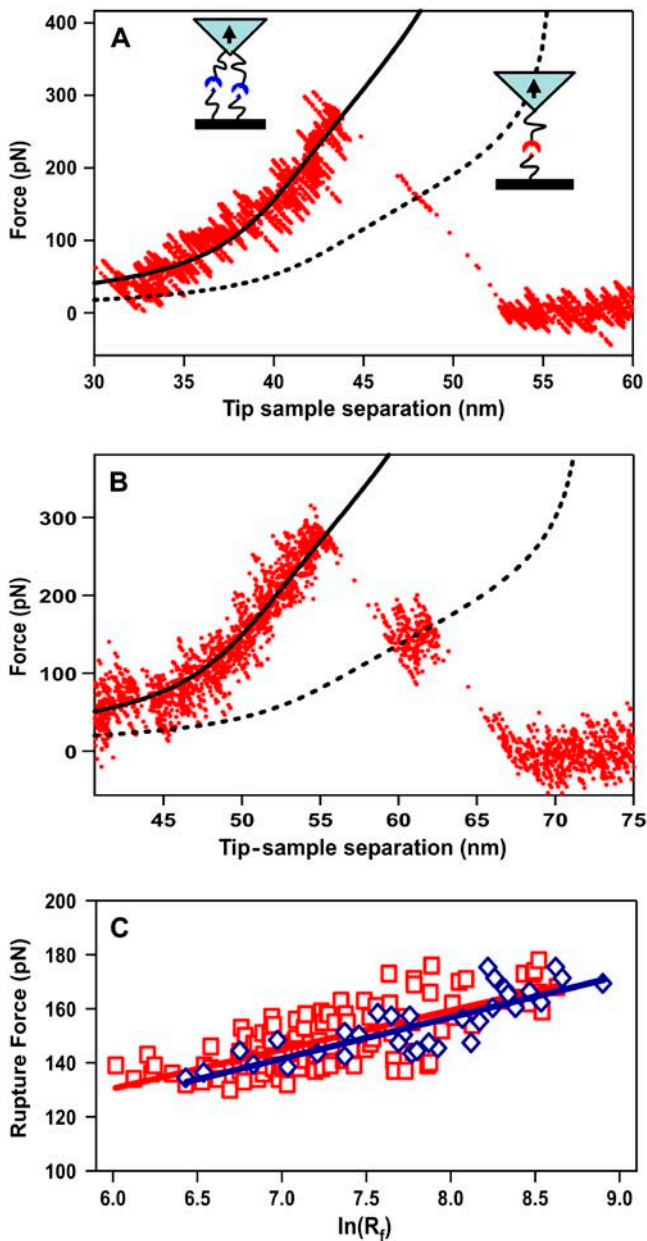 A
Force (pN)
400
300
200
100
0
30 35 40 45 50 55 60
Tip sample separation (nm)
B
Force (pN)
300
200
100
0
45 50 55 60 65 70 75
Tip-sample separation (nm)
C
Rupture Force (pN)
200
180
160
140
120
100
6.0 6.5 7.0 7.5 8.0 8.5 9.0
ln(Rf)